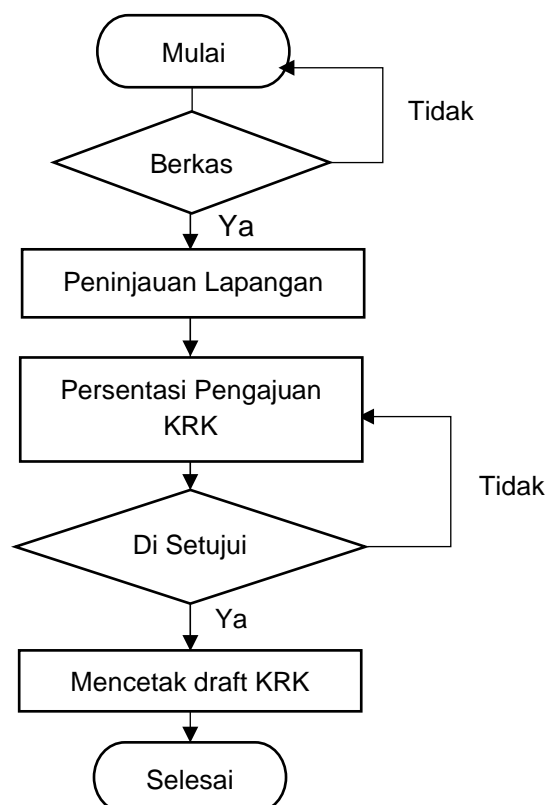 Mulai
Tidak
Berkas
Ya
Peninjauan Lapangan
Persentasi Pengajuan
KRK
Tidak
Di Setujui
Ya
Mencetak draft KRK
Selesai